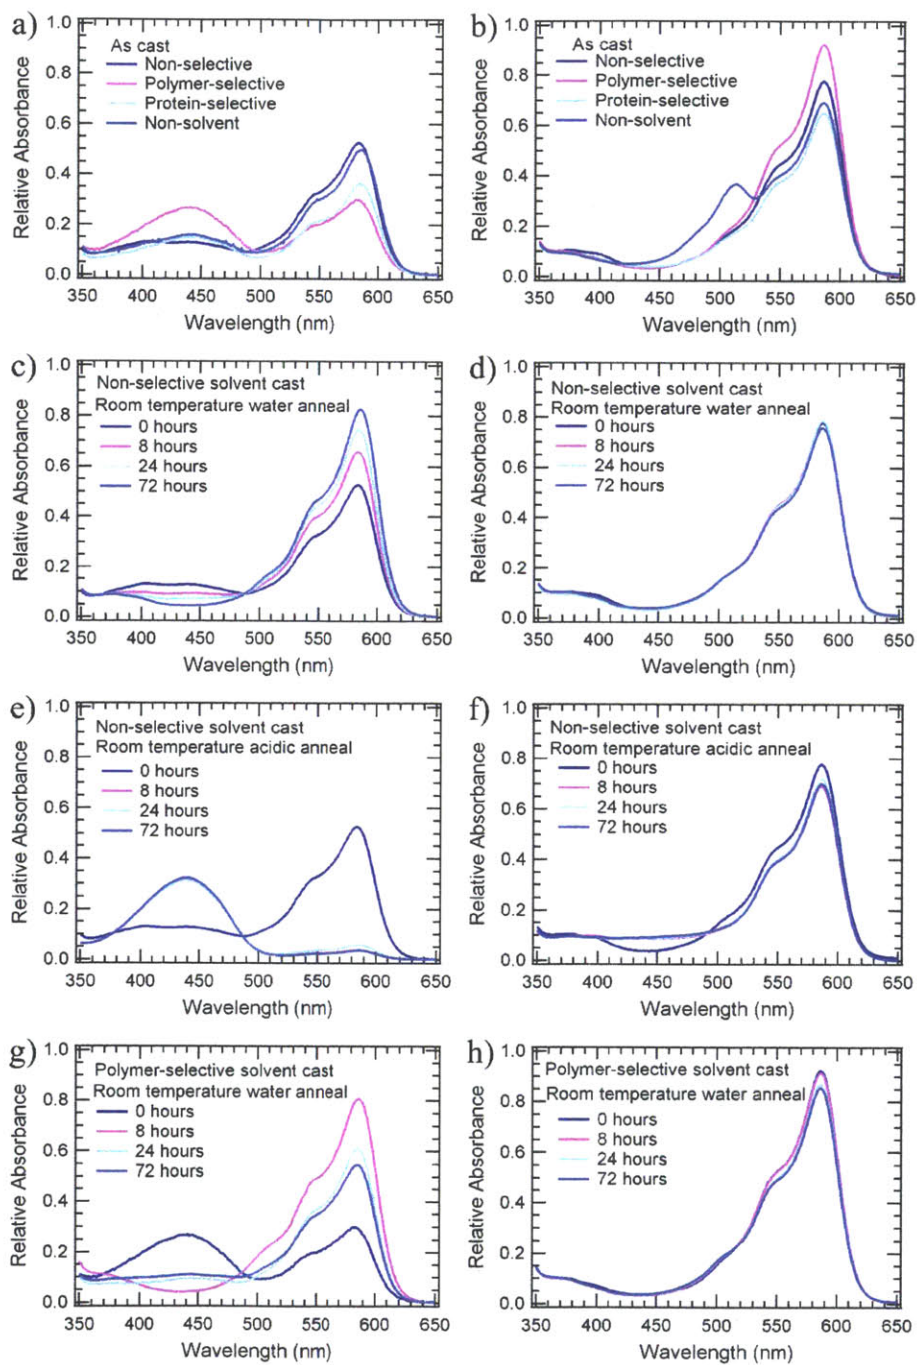 a)
As cast
Non-selective
Polymer-selective
Protein-selective
Non-solvent
Relative Absorbance
1.0
0.8
0.6
0.4
0.2
0.0
350 400 450 500 550 600 650
Wavelength (nm)
b)
As cast
Non-selective
Polymer-selective
Protein-selective
Non-solvent
Relative Absorbance
1.0
0.8
0.6
0.4
0.2
0.0
350 400 450 500 550 600 650
Wavelength (nm)
c)
Non-selective solvent cast
Room temperature water anneal
0 hours
8 hours
24 hours
72 hours
Relative Absorbance
1.0
0.8
0.6
0.4
0.2
0.0
350 400 450 500 550 600 650
Wavelength (nm)
d)
Non-selective solvent cast
Room temperature water anneal
0 hours
8 hours
24 hours
72 hours
Relative Absorbance
1.0
0.8
0.6
0.4
0.2
0.0
350 400 450 500 550 600 650
Wavelength (nm)
e)
Non-selective solvent cast
Room temperature acidic anneal
0 hours
8 hours
24 hours
72 hours
Relative Absorbance
1.0
0.8
0.6
0.4
0.2
0.0
350 400 450 500 550 600 650
Wavelength (nm)
f)
Non-selective solvent cast
Room temperature acidic anneal
0 hours
8 hours
24 hours
72 hours
Relative Absorbance
1.0
0.8
0.6
0.4
0.2
0.0
350 400 450 500 550 600 650
Wavelength (nm)
g)
Polymer-selective solvent cast
Room temperature water anneal
0 hours
8 hours
24 hours
72 hours
Relative Absorbance
1.0
0.8
0.6
0.4
0.2
0.0
350 400 450 500 550 600 650
Wavelength (nm)
h)
Polymer-selective solvent cast
Room temperature water anneal
0 hours
8 hours
24 hours
72 hours
Relative Absorbance
1.0
0.8
0.6
0.4
0.2
0.0
350 400 450 500 550 600 650
Wavelength (nm)